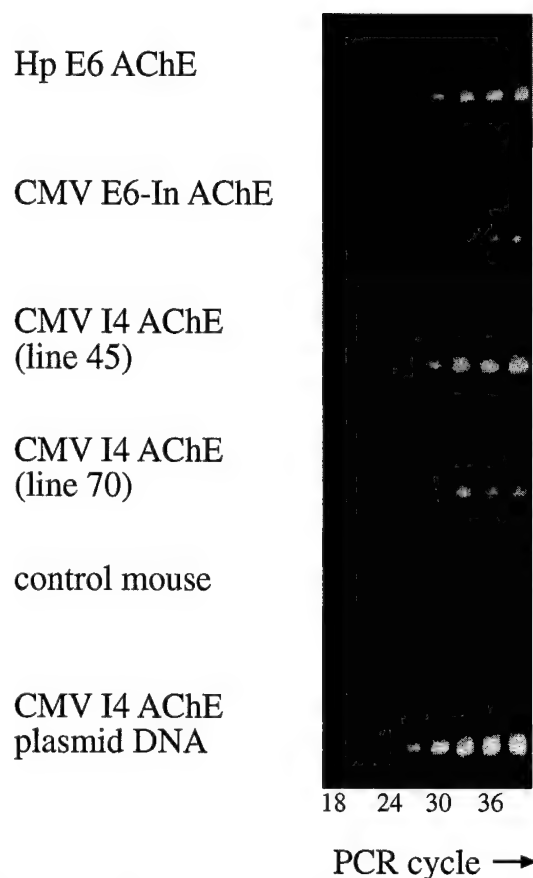 Hp E6 AChE
CMV E6-In AChE
CMV I4 AChE
(line 45)
CMV I4 AChE
(line 70)
control mouse
CMV I4 AChE
plasmid DNA
18 24 30 36
PCR cycle →